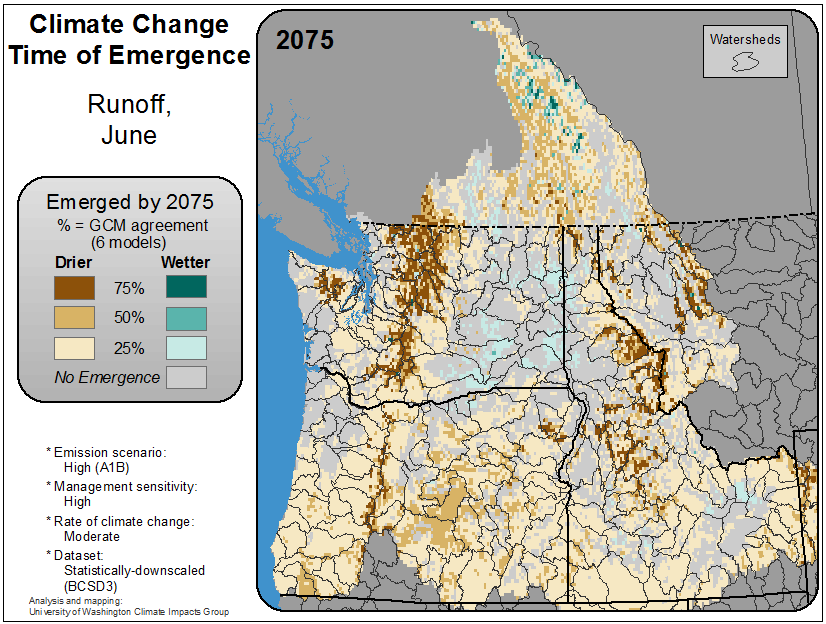 Climate Change
Time of Emergence
Runoff,
June
Emerged by 2075
% = GCM agreement
(6 models)
Drier Wetter
75%
50%
25%
No Emergence
* Emission scenario:
High (A1B)
* Management sensitivity:
High
* Rate of climate change:
Moderate
* Dataset:
Statistically-downscaled
(BCSD3)
Analysis and mapping:
University of Washington Climate Impacts Group
2075
Watersheds